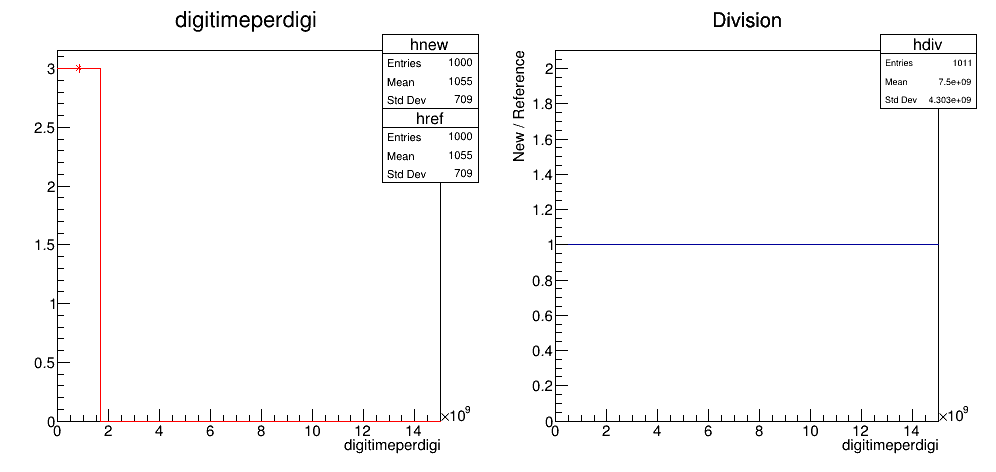 digitimeperdigi
hnew
Entries 1000
Mean 1055
Std Dev 709
href
Entries 1000
Mean 1055
Std Dev 709
3
2.5
2
1.5
1
0.5
0
0 2 4 6 8 10 12 14
×10⁹
digitimeperdigi
Division
hdiv
Entries 1011
Mean 7.5e+09
Std Dev 4.303e+09
New / Reference
2
1.8
1.6
1.4
1.2
1
0.8
0.6
0.4
0.2
0
0 2 4 6 8 10 12 14
×10⁹
digitimeperdigi